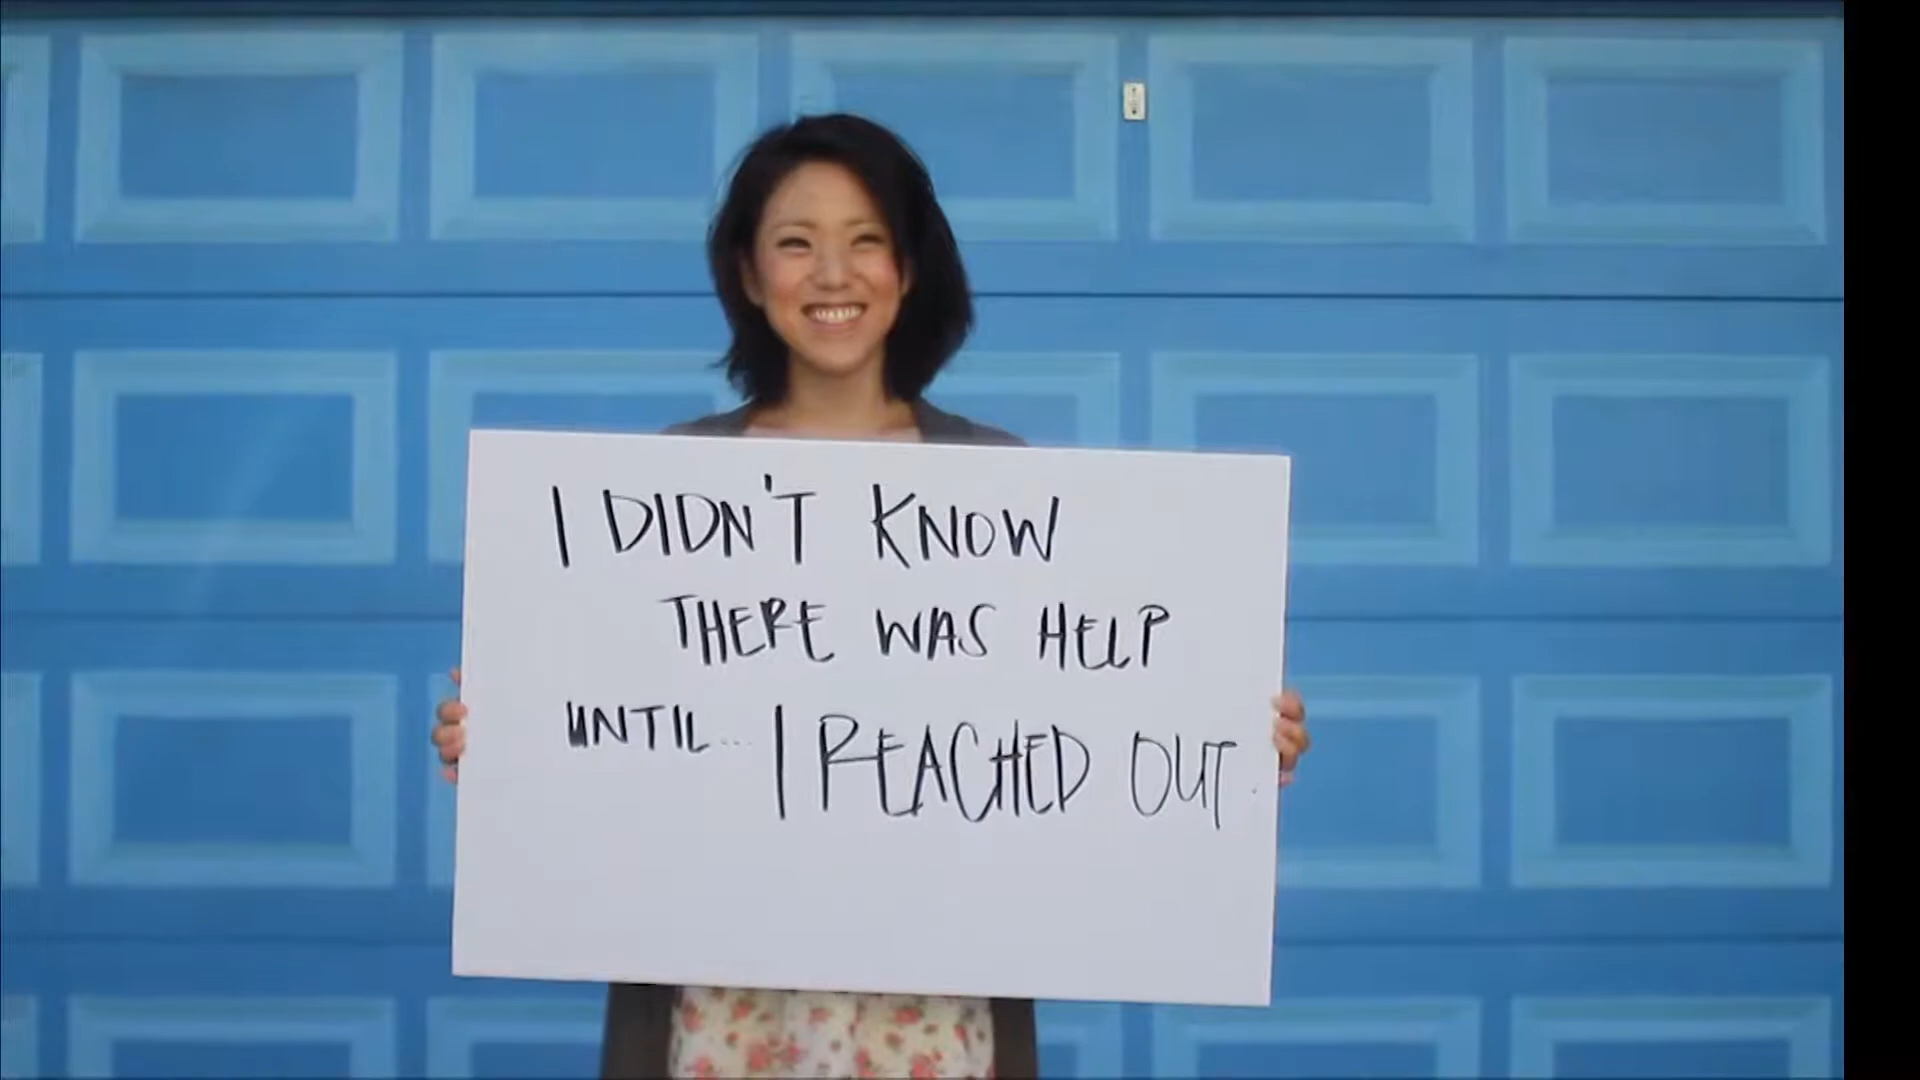 I DIDN'T KNOW
THERE WAS HELP
UNTIL... I REACHED OUT.